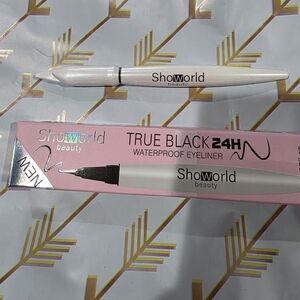 Showorld
beauty
Showorld
beauty
TRUE BLACK 24H
WATERPROOF EYELINER
NEW
Showorld
beauty